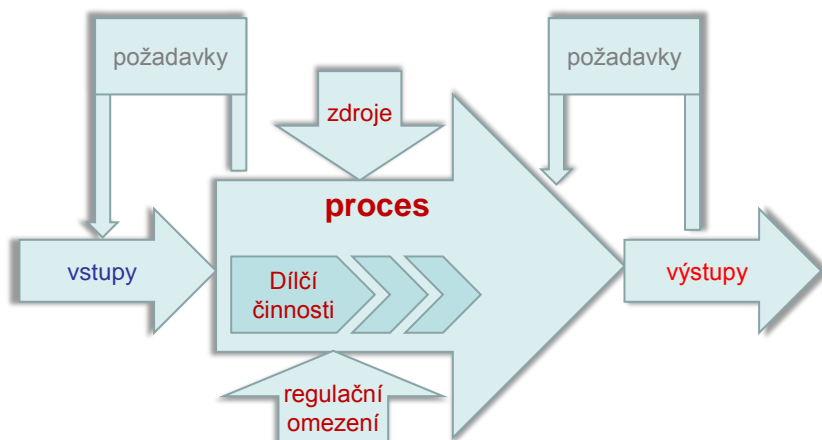 požadavky
požadavky
zdroje
proces
vstupy
Dílčí
činnosti
výstupy
regulační
omezení